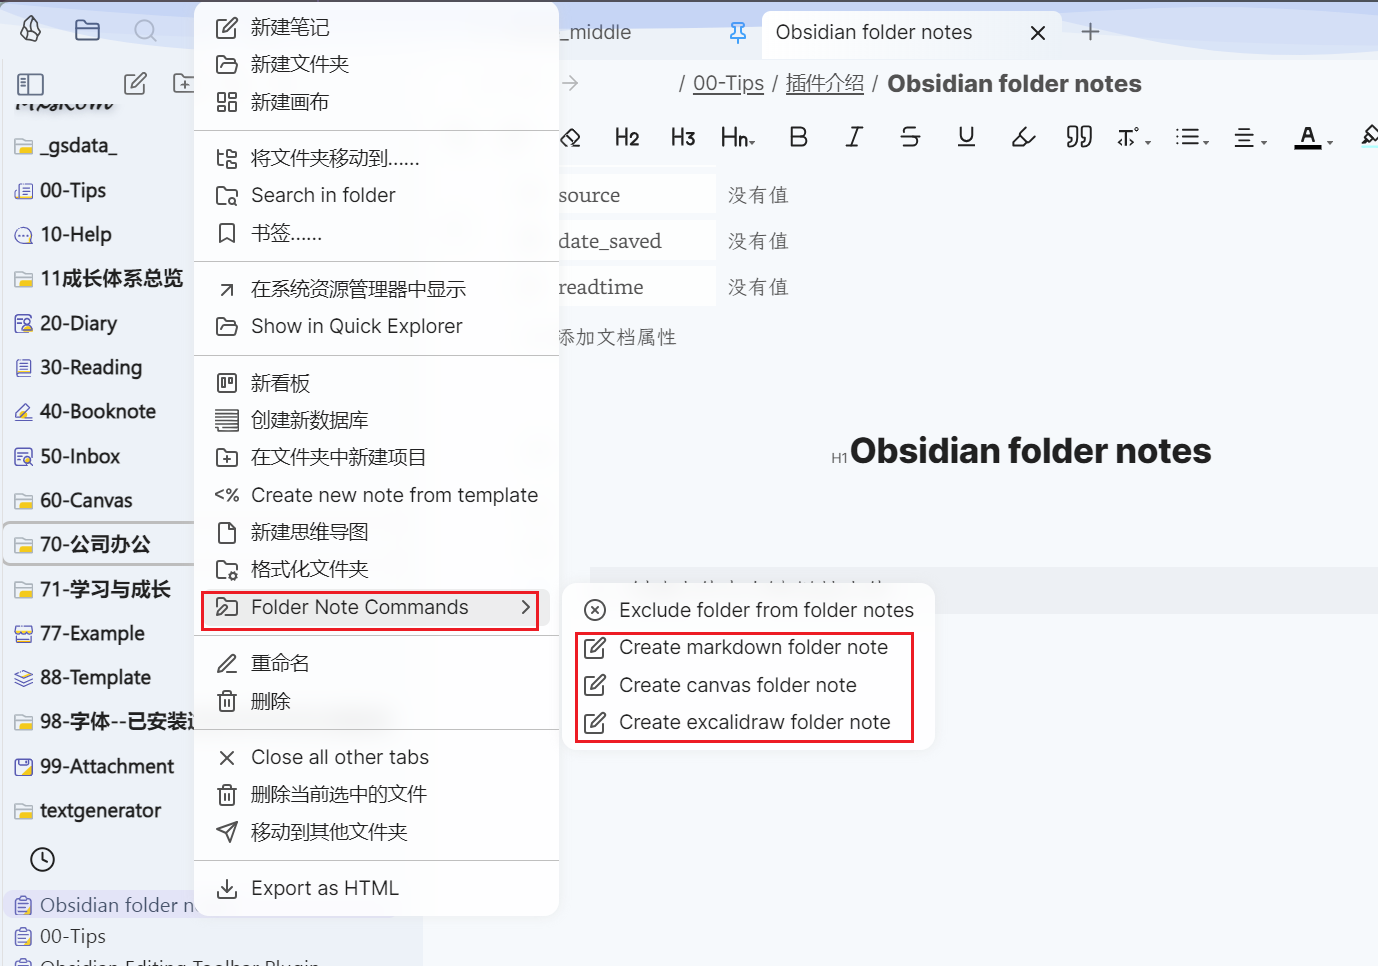 _middle
Obsidian folder notes
/ 00-Tips / 插件介绍 / Obsidian folder notes
H2 H3 Hn B I S U A
_gsdata_
00-Tips
10-Help
11成长体系总览
20-Diary
30-Reading
40-Booknote
50-Inbox
60-Canvas
70-公司办公
71-学习与成长
77-Example
88-Template
98-字体--已安装
99-Attachment
textgenerator
Obsidian folder n
00-Tips
Obsidian Editing Toolbar Plugin
新建笔记
新建文件夹
新建画布
将文件夹移动到......
Search in folder
书签......
在系统资源管理器中显示
Show in Quick Explorer
新看板
创建新数据库
在文件夹中新建项目
<% Create new note from template
新建思维导图
格式化文件夹
Folder Note Commands
重命名
删除
Close all other tabs
删除当前选中的文件
移动到其他文件夹
Export as HTML
Exclude folder from folder notes
Create markdown folder note
Create canvas folder note
Create excalidraw folder note
source 没有值
date_saved 没有值
readtime 没有值
添加文档属性
H1 Obsidian folder notes